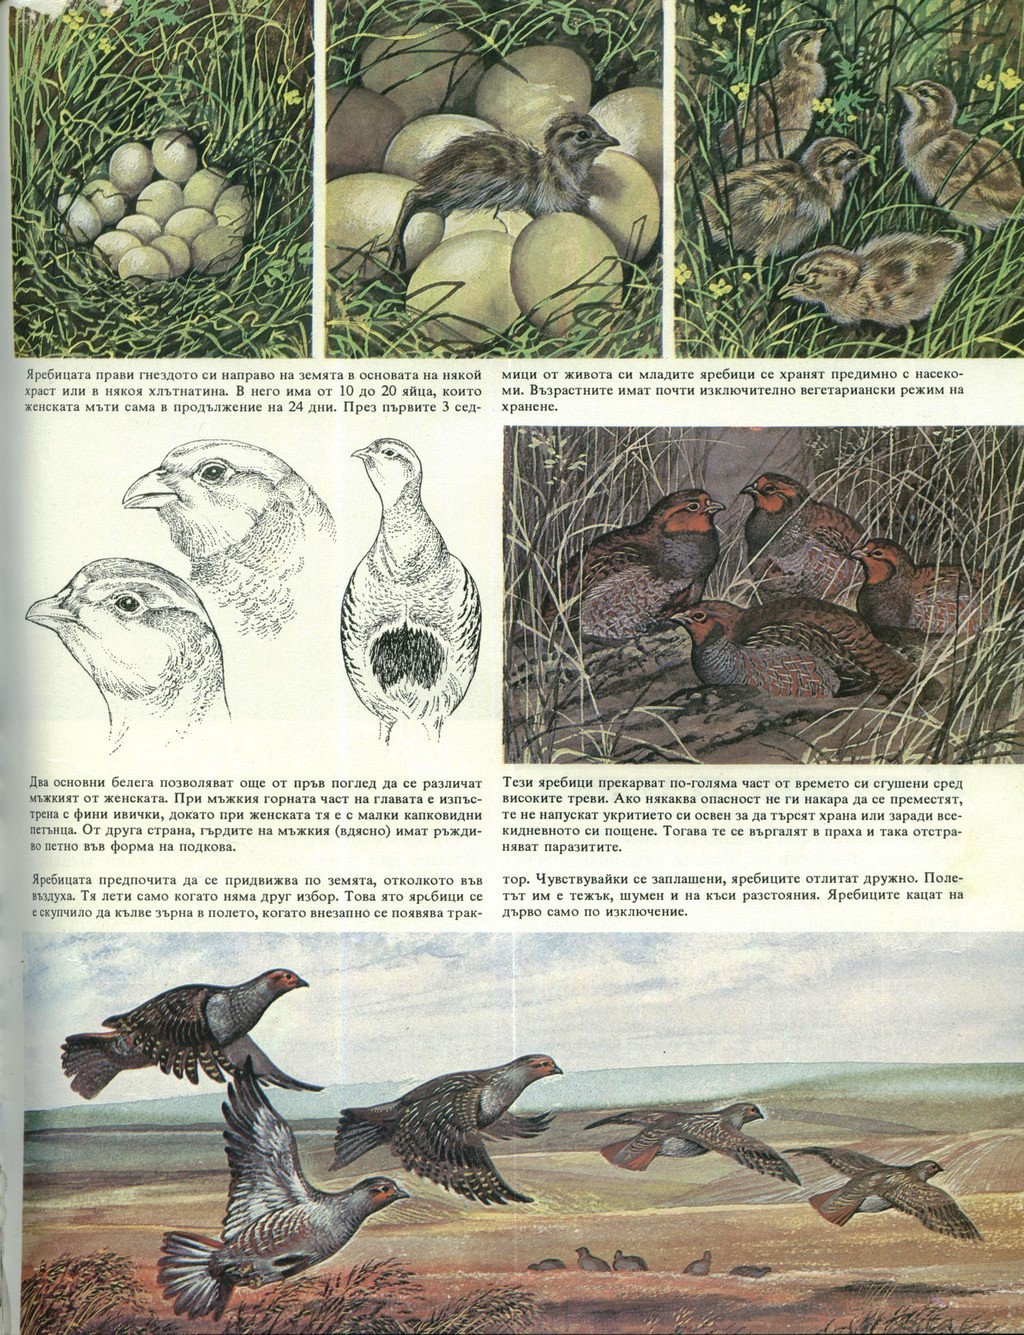 Яребицата прави гнездото си направо на земята в основата на някой
храст или в някоя хлътнатина. В него има от 10 до 20 яйца, които
женската мъти сама в продължение на 24 дни. През първите 3 сед-
мици от живота си младите яребици се хранят предимно с насеко-
ми. Възрастните имат почти изключително вегетариански режим на
хранене.
Два основни белега позволяват още от пръв поглед да се различат
мъжкият от женската. При мъжкия горната част на главата е изпъс-
трена с фини ивички, докато при женската тя е с малки капковидни
петънца. От друга страна, гърдите на мъжкия (вдясно) имат ръжди-
во петно във форма на подкова.
Тези яребици прекарват по-голяма част от времето си сгушени сред
високите треви. Ако някаква опасност не ги накара да се преместят,
те не напускат укритието си освен за да търсят храна или заради все-
кидневното си пощене. Тогава те се въргалят в праха и така отстра-
няват паразитите.
Яребицата предпочита да се придвижва по земята, отколкото във
въздуха. Тя лети само когато няма друг избор. Това ято яребици се
е скупчило да кълве зърна в полето, когато внезапно се появява трак-
тор. Чувствувайки се заплашени, яребиците отлитат дружно. Поле-
тът им е тежък, шумен и на къси разстояния. Яребиците кацат на
дърво само по изключение.